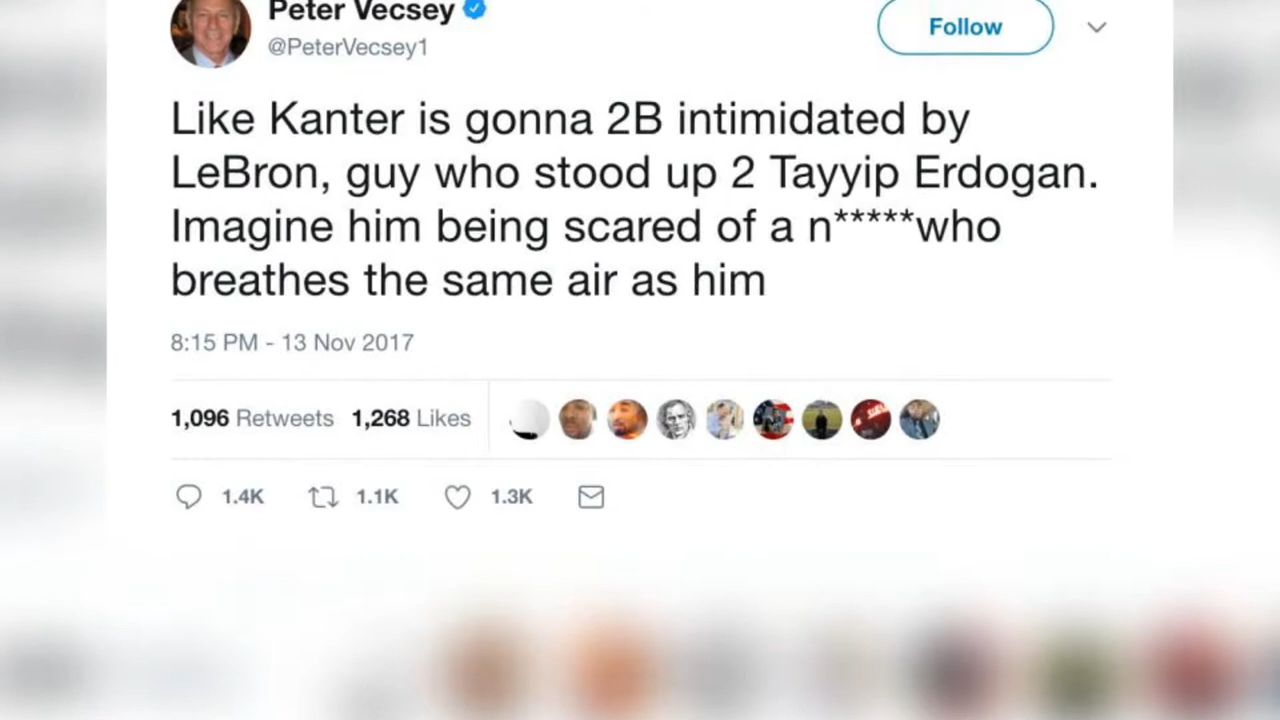 Peter Vecsey
@PeterVecsey1
Follow
Like Kanter is gonna 2B intimidated by
LeBron, guy who stood up 2 Tayyip Erdogan.
Imagine him being scared of a n*****who
breathes the same air as him
8:15 PM - 13 Nov 2017
1,096 Retweets 1,268 Likes
1.4K 1.1K 1.3K